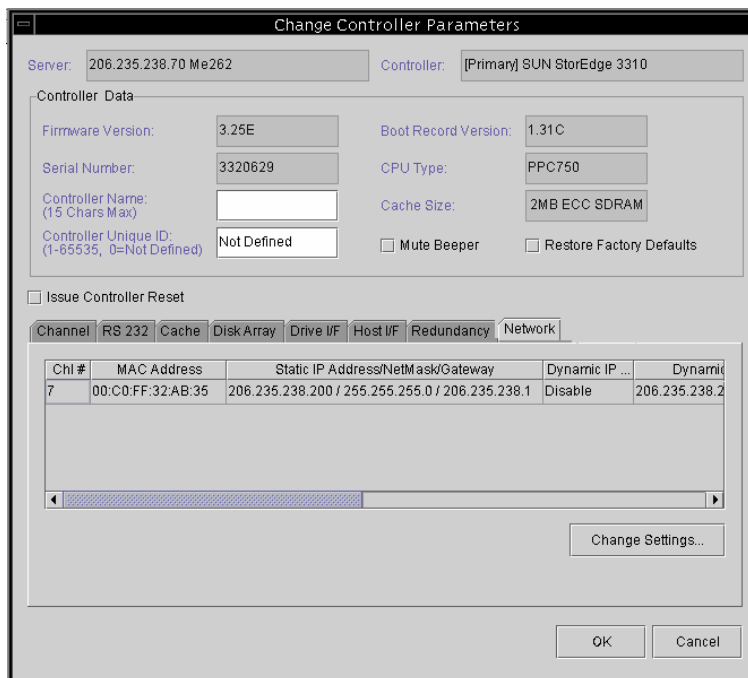 Change Controller Parameters
Server: 206.235.238.70 Me262 Controller: [Primary] SUN StorEdge 3310
Controller Data
Firmware Version: 3.25E Boot Record Version: 1.31C
Serial Number: 3320629 CPU Type: PPC750
Controller Name:
(15 Chars Max)
Cache Size: 2MB ECC SDRAM
Controller Unique ID:
(1-65535, 0=Not Defined)
Not Defined
Mute Beeper Restore Factory Defaults
Issue Controller Reset
Channel RS 232 Cache Disk Array Drive I/F Host I/F Redundancy Network
Chl # MAC Address Static IP Address/NetMask/Gateway Dynamic IP ... Dynamic
7 00:C0:FF:32:AB:35 206.235.238.200 / 255.255.255.0 / 206.235.238.1 Disable 206.235.238.2
Change Settings...
OK Cancel